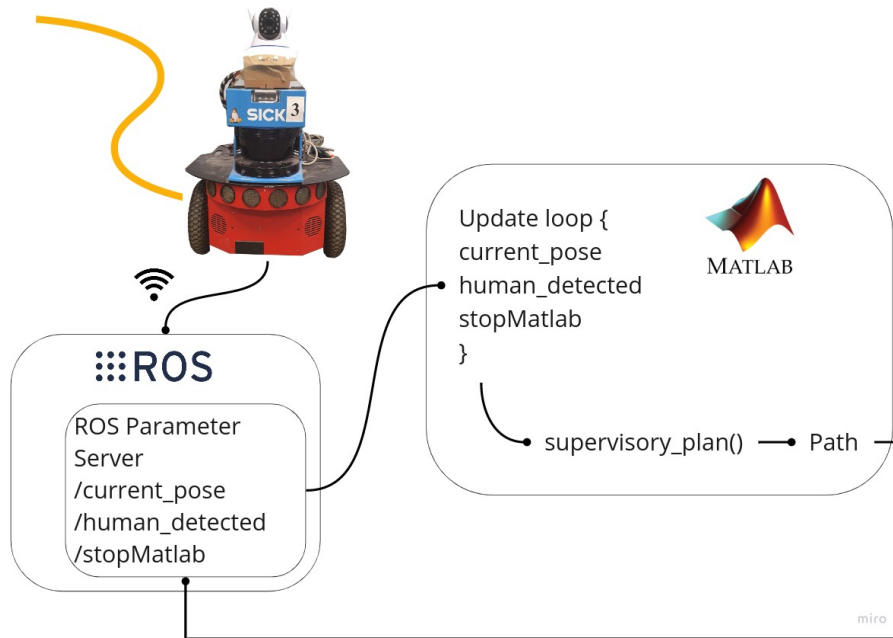 SICK
3
Update loop {
current_pose
human_detected
stopMatlab
}
MATLAB
ROS
ROS Parameter
Server
/current_pose
/human_detected
/stopMatlab
supervisory_plan()
Path
miro